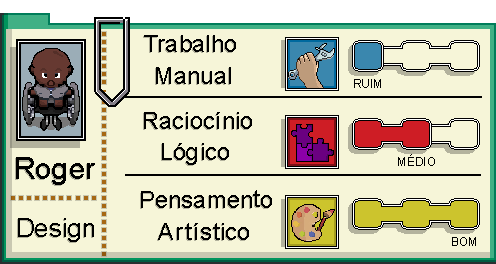 Roger
Design
Trabalho
Manual
RUIM
Raciocínio
Lógico
MÉDIO
Pensamento
Artístico
BOM